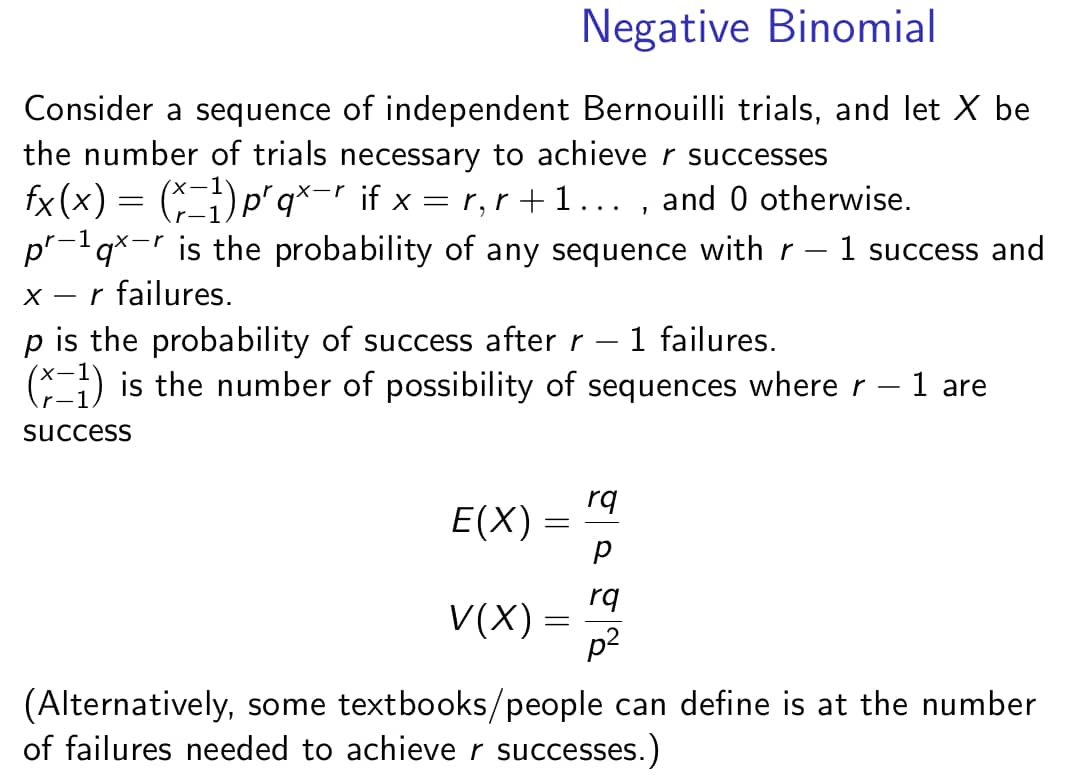 Negative Binomial
Consider a sequence of independent Bernouilli trials, and let X be
the number of trials necessary to achieve r successes
f_X(x) = \binom{x−1}{r−1} p^r q^{x−r} if x = r, r + 1 . . . , and 0 otherwise.
p^{r−1} q^{x−r} is the probability of any sequence with r − 1 success and
x − r failures.
p is the probability of success after r − 1 failures.
\binom{x−1}{r−1} is the number of possibility of sequences where r − 1 are
success
E(X) = \frac{rq}{p}
V(X) = \frac{rq}{p^2}
(Alternatively, some textbooks/people can define is at the number
of failures needed to achieve r successes.)